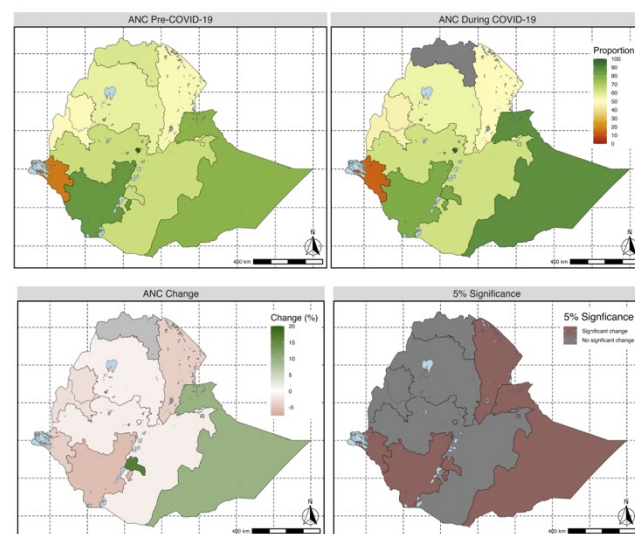 ANC Pre-COVID-19
N
400 km
ANC During COVID-19
Proportion
100
90
80
70
60
50
40
30
20
10
0
N
400 km
ANC Change
Change (%)
20
15
10
5
0
-5
N
400 km
5% Significance
5% Signficance
Significant change
No signficant change
N
400 km